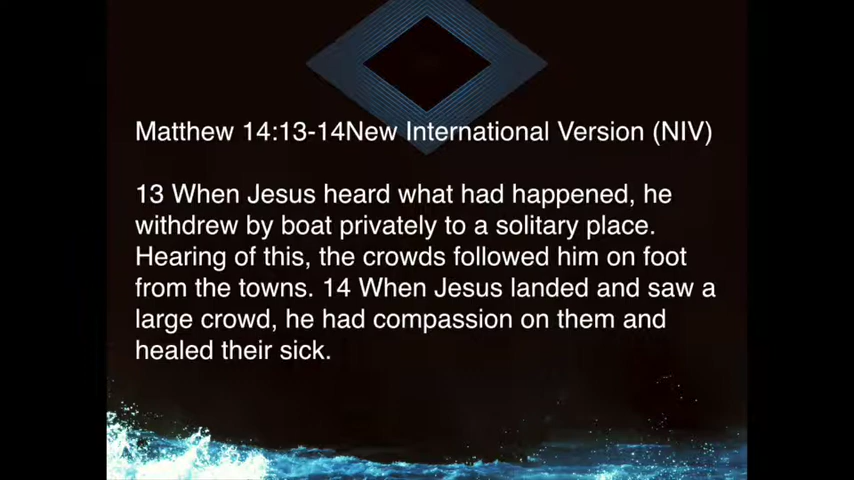 Matthew 14:13-14New International Version (NIV)
13 When Jesus heard what had happened, he
withdrew by boat privately to a solitary place.
Hearing of this, the crowds followed him on foot
from the towns. 14 When Jesus landed and saw a
large crowd, he had compassion on them and
healed their sick.